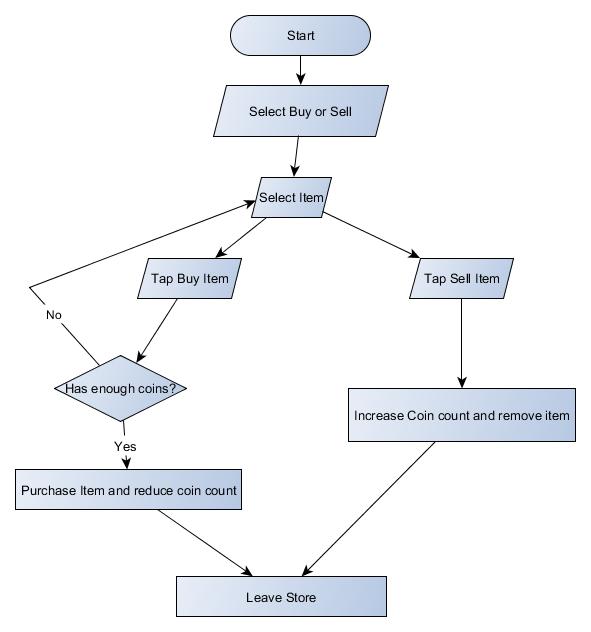 Start
Select Buy or Sell
Select Item
Tap Buy Item
Tap Sell Item
No
Has enough coins?
Increase Coin count and remove item
Yes
Purchase Item and reduce coin count
Leave Store